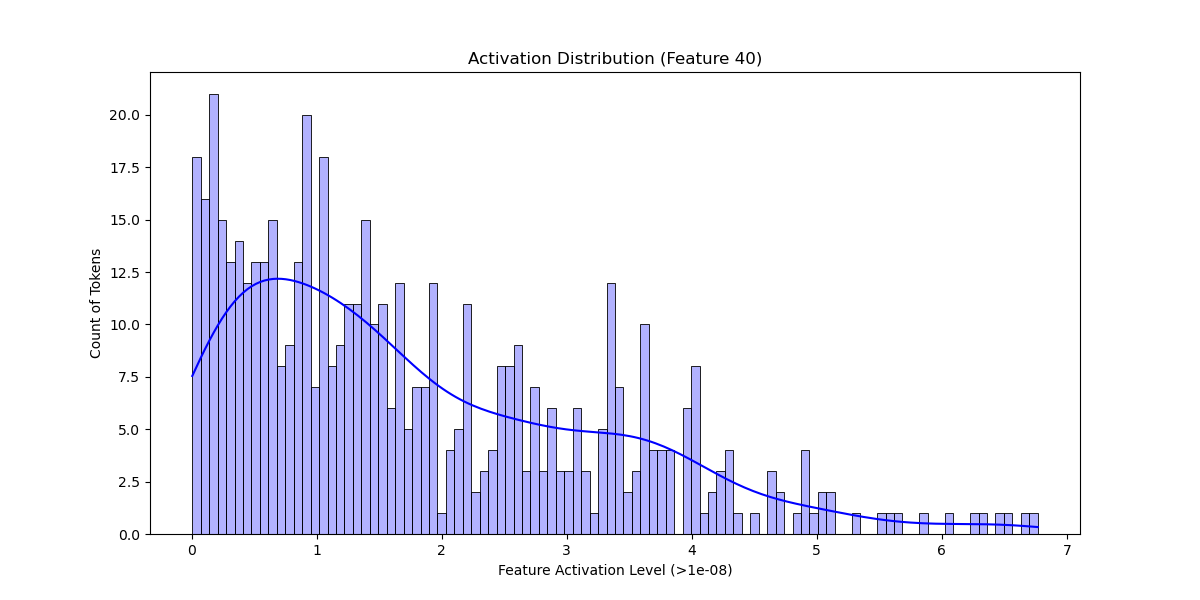 Activation Distribution (Feature 40)
Count of Tokens
20.0
17.5
15.0
12.5
10.0
7.5
5.0
2.5
0.0
0 1 2 3 4 5 6 7
Feature Activation Level (>1e-08)